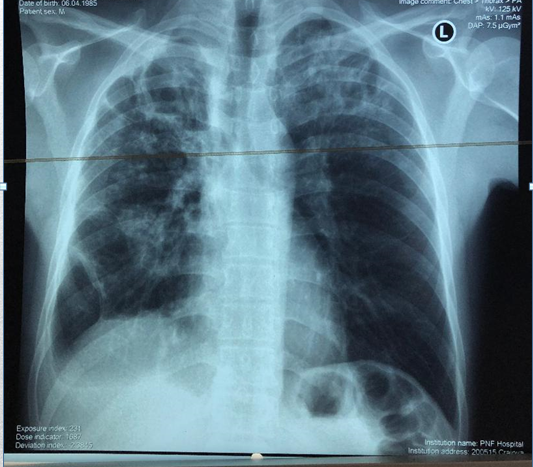 Date of birth: 06.04.1985
Patient sex: M
Image comment: Chest > Thorax > PA
kV: 125 kV
mAs: 1.1 mAs
DAP: 7.5 µGym²
L
Exposure index: 231
Dose indicator: 1087
Deviation index:
Institution name: PNF Hospital
Institution address: 200515 Craiova